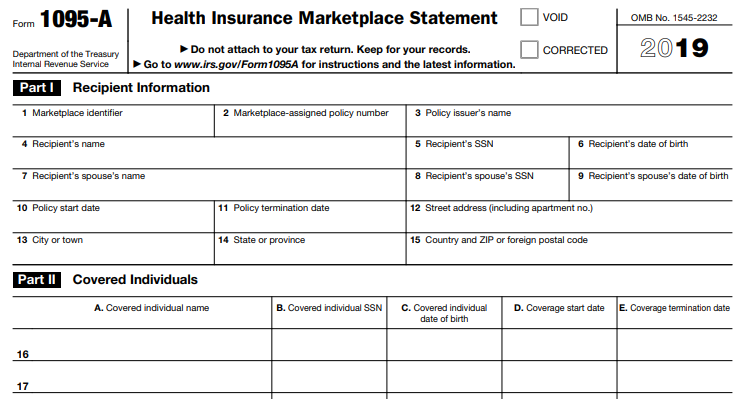 Form 1095-A
Health Insurance Marketplace Statement
VOID
OMB No. 1545-2232
Department of the Treasury
Internal Revenue Service
▶ Do not attach to your tax return. Keep for your records.
▶ Go to www.irs.gov/Form1095A for instructions and the latest information.
CORRECTED
2019
Part I Recipient Information
1 Marketplace identifier
2 Marketplace-assigned policy number
3 Policy issuer's name
4 Recipient's name
5 Recipient's SSN
6 Recipient's date of birth
7 Recipient's spouse's name
8 Recipient's spouse's SSN
9 Recipient's spouse's date of birth
10 Policy start date
11 Policy termination date
12 Street address (including apartment no.)
13 City or town
14 State or province
15 Country and ZIP or foreign postal code
Part II Covered Individuals
A. Covered individual name
B. Covered individual SSN
C. Covered individual
date of birth
D. Coverage start date
E. Coverage termination date
16
17